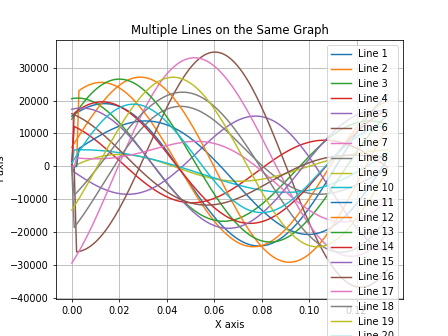 Multiple Lines on the Same Graph
30000
20000
10000
0
−10000
−20000
−30000
−40000
0.00
0.02
0.04
0.06
0.08
0.10
X axis
axis
Line 1
Line 2
Line 3
Line 4
Line 5
Line 6
Line 7
Line 8
Line 9
Line 10
Line 11
Line 12
Line 13
Line 14
Line 15
Line 16
Line 17
Line 18
Line 19
Line 20